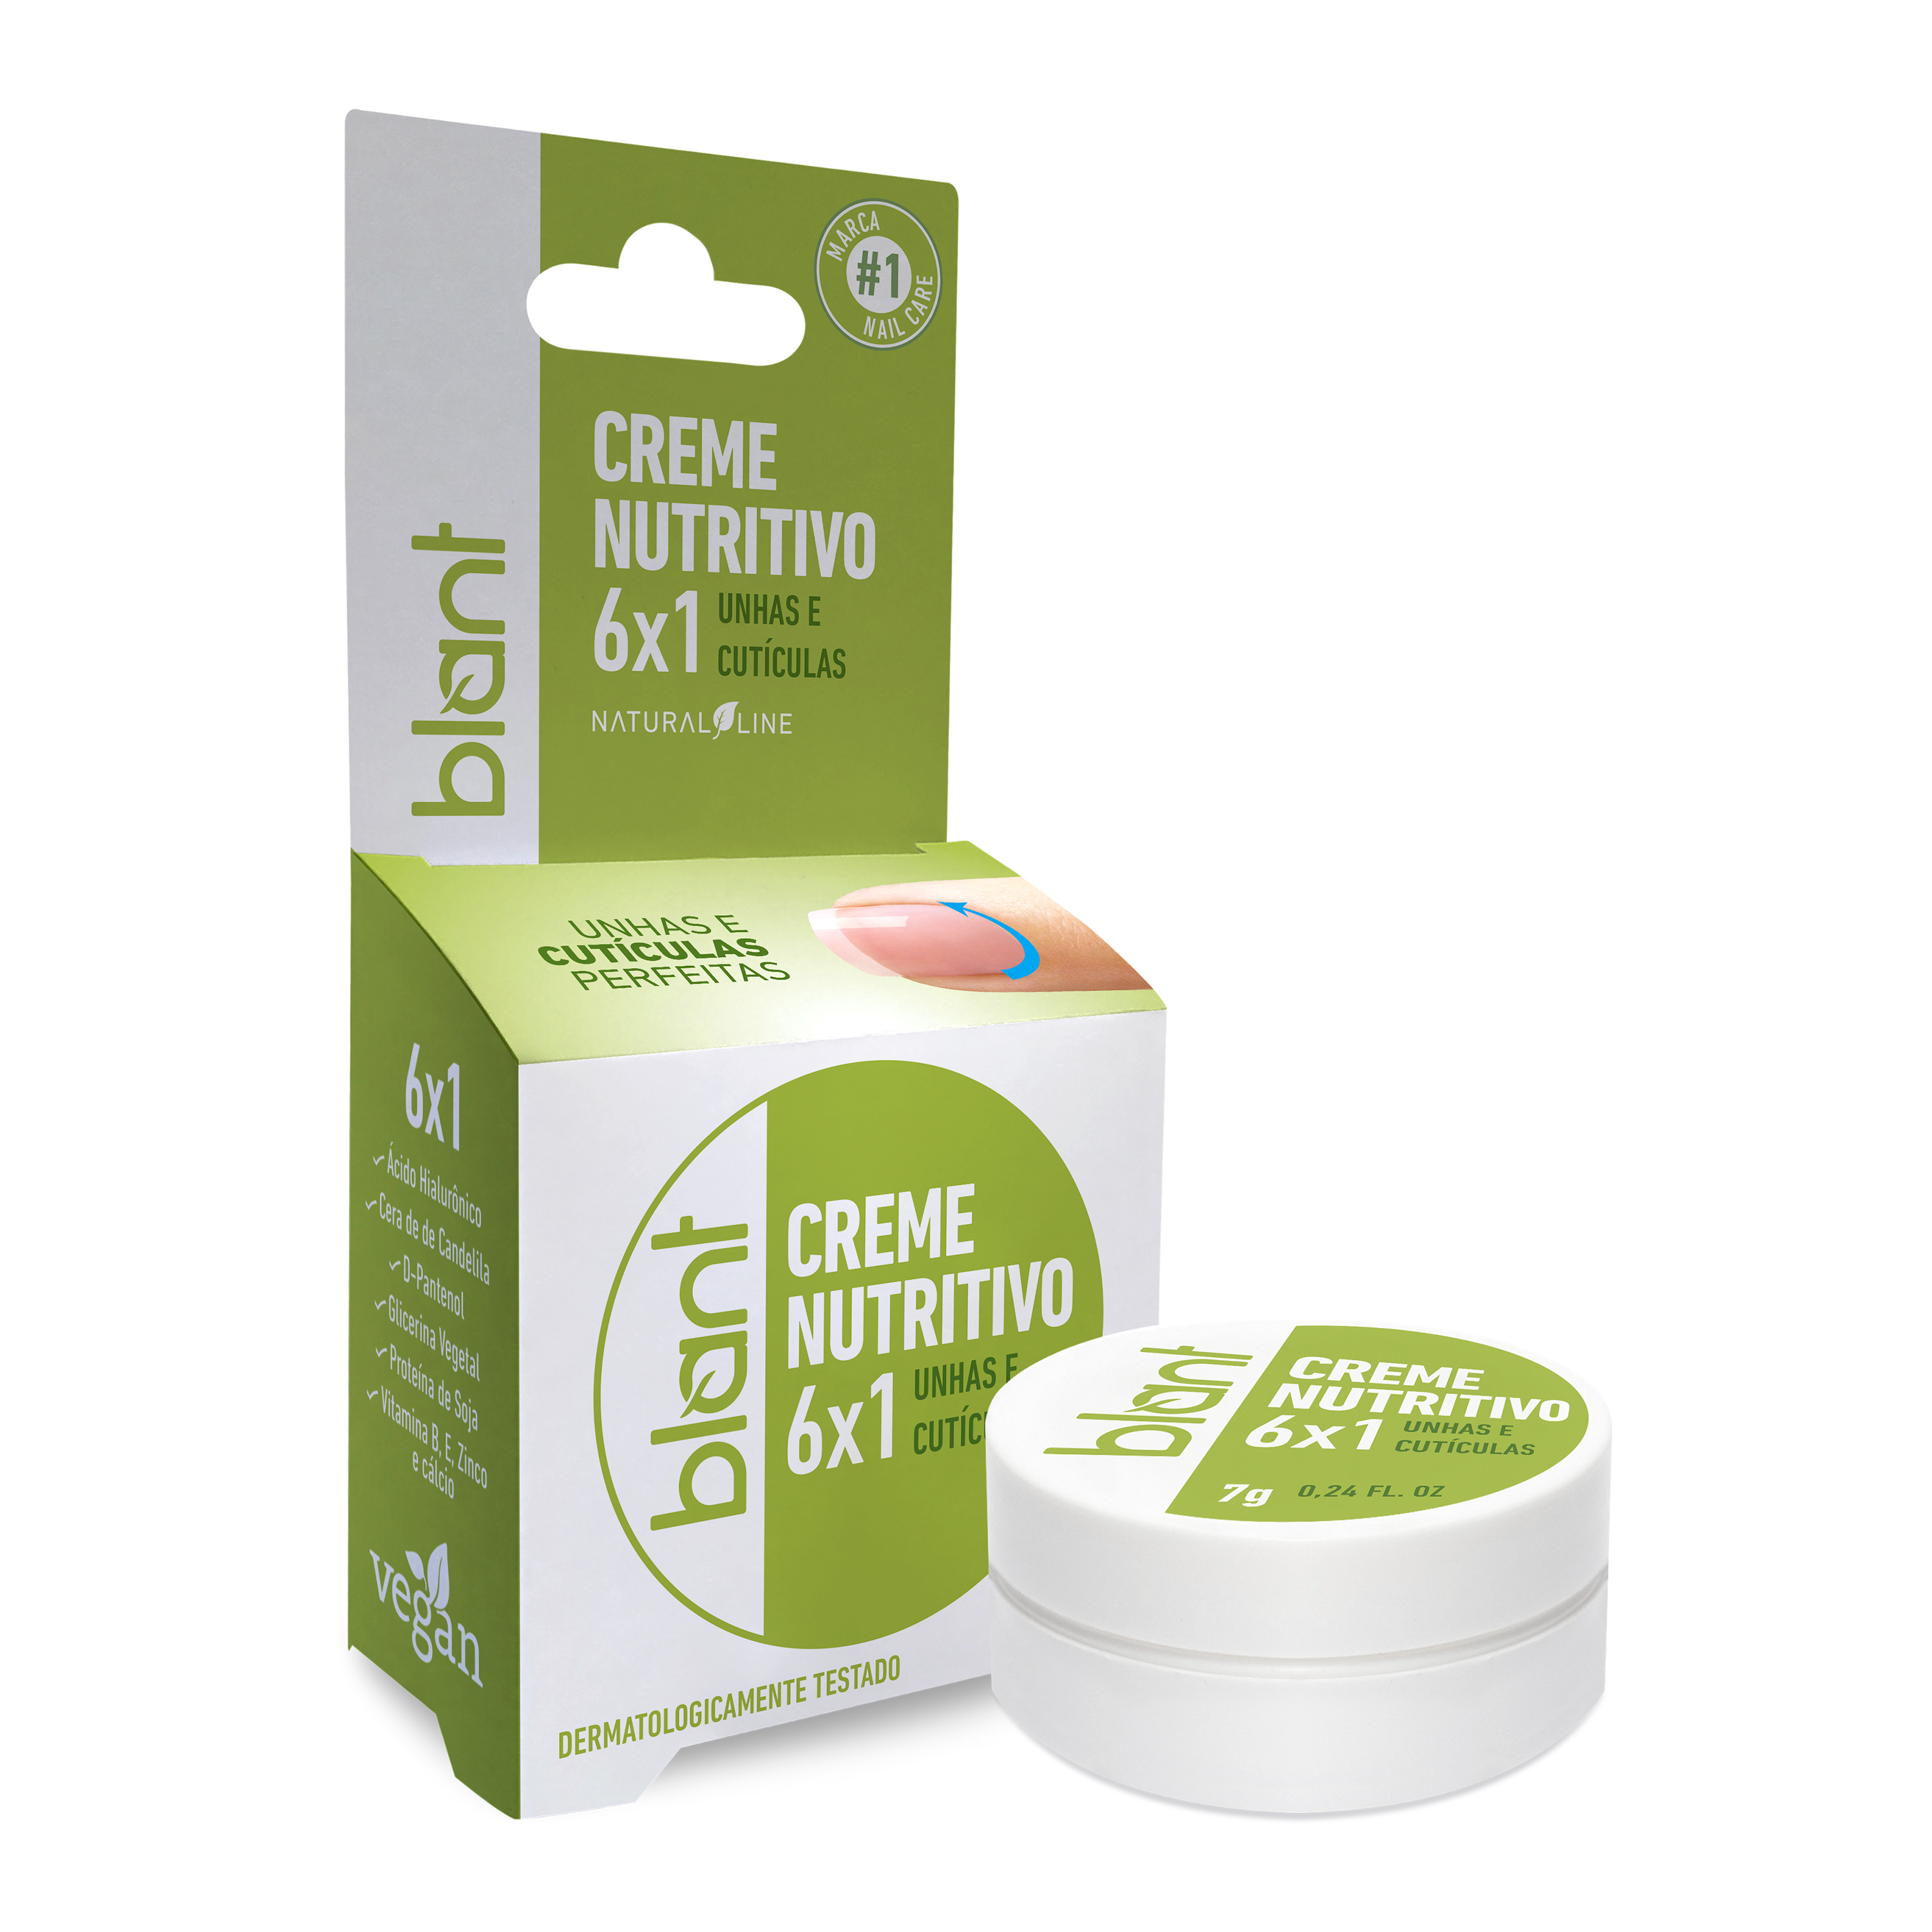 MARCA
#1
NAIL CARE
blant
CREME
NUTRITIVO
6x1 UNHAS E
CUTÍCULAS
NATURAL LINE
UNHAS E
CUTÍCULAS
PERFEITAS
6x1
Ácido Hialurônico
Cera de de Candelila
D-Pantenol
Glicerina Vegetal
Proteína de Soja
Vitamina B, E, Zinco
e cálcio
vegan
blant
CREME
NUTRITIVO
6x1 UNHAS E
CUTÍC
DERMATOLOGICAMENTE TESTADO
blant
CREME
NUTRITIVO
6x1 UNHAS E
CUTÍCULAS
7g 0,24 FL. OZ